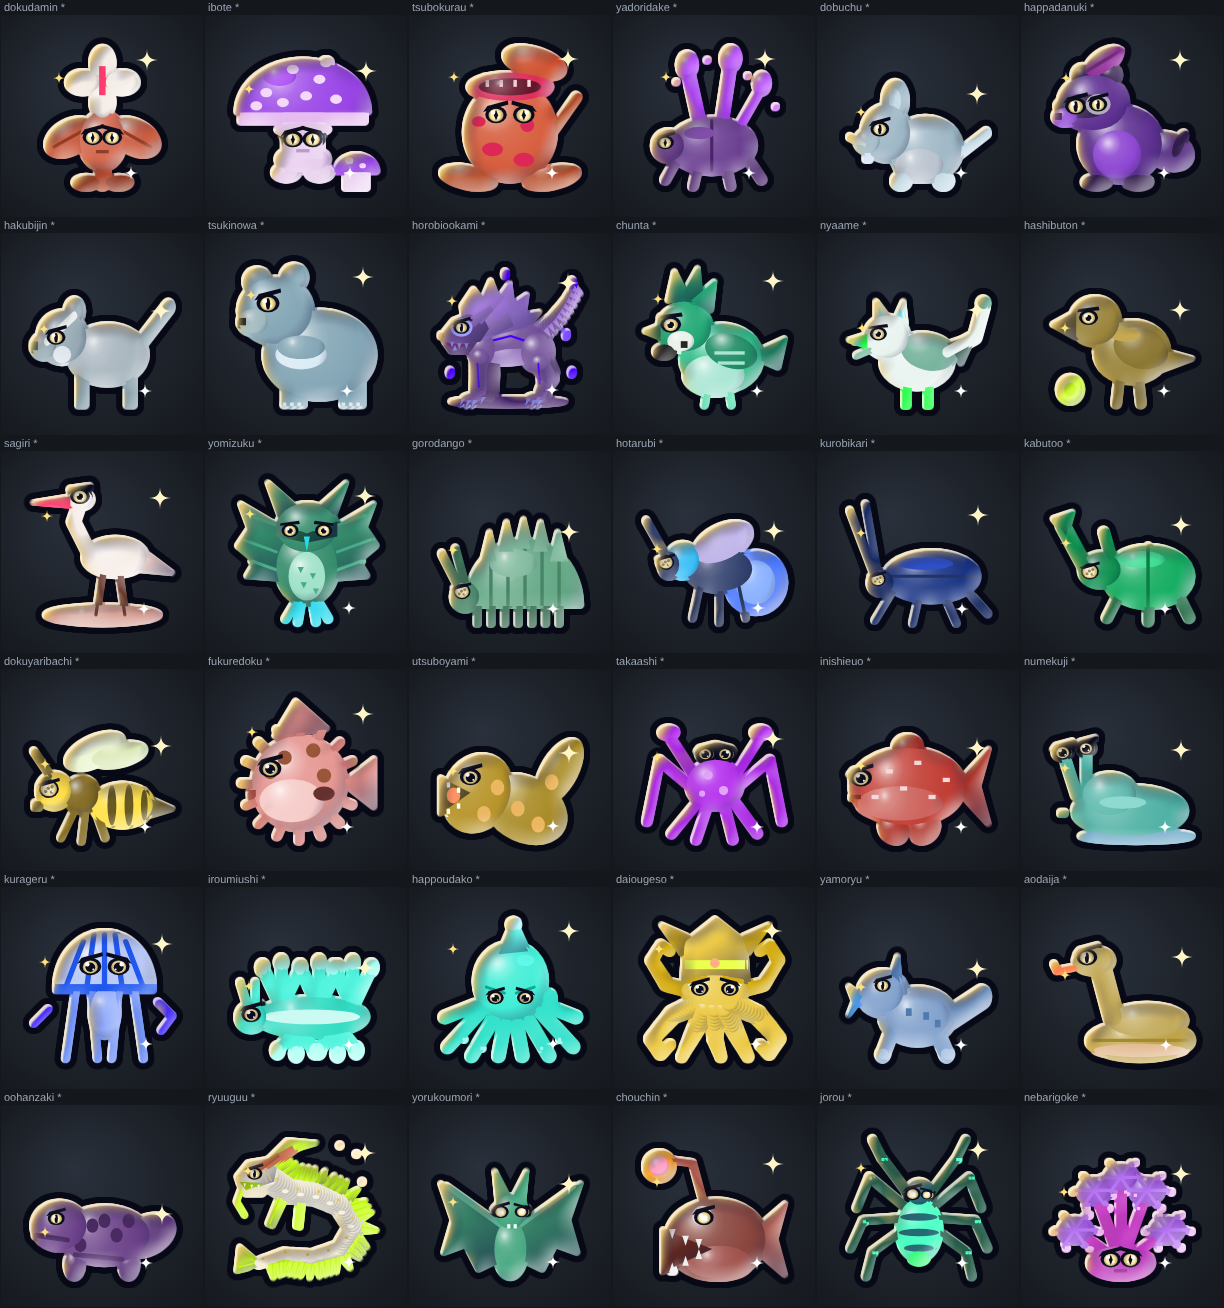 dokudamin *
ibote *
tsubokurau *
yadoridake *
dobuchu *
happadanuki *
hakubijin *
tsukinowa *
horobiookami *
chunta *
nyaame *
hashibuton *
sagiri *
yomizuku *
gorodango *
hotarubi *
kurobikari *
kabutoo *
dokuyaribachi *
fukuredoku *
utsuboyami *
takaashi *
inishieuo *
numekuji *
kurageru *
iroumiushi *
happoudako *
daiougeso *
yamoryu *
aodaija *
oohanzaki *
ryuuguu *
yorukoumori *
chouchin *
jorou *
nebarigoke *